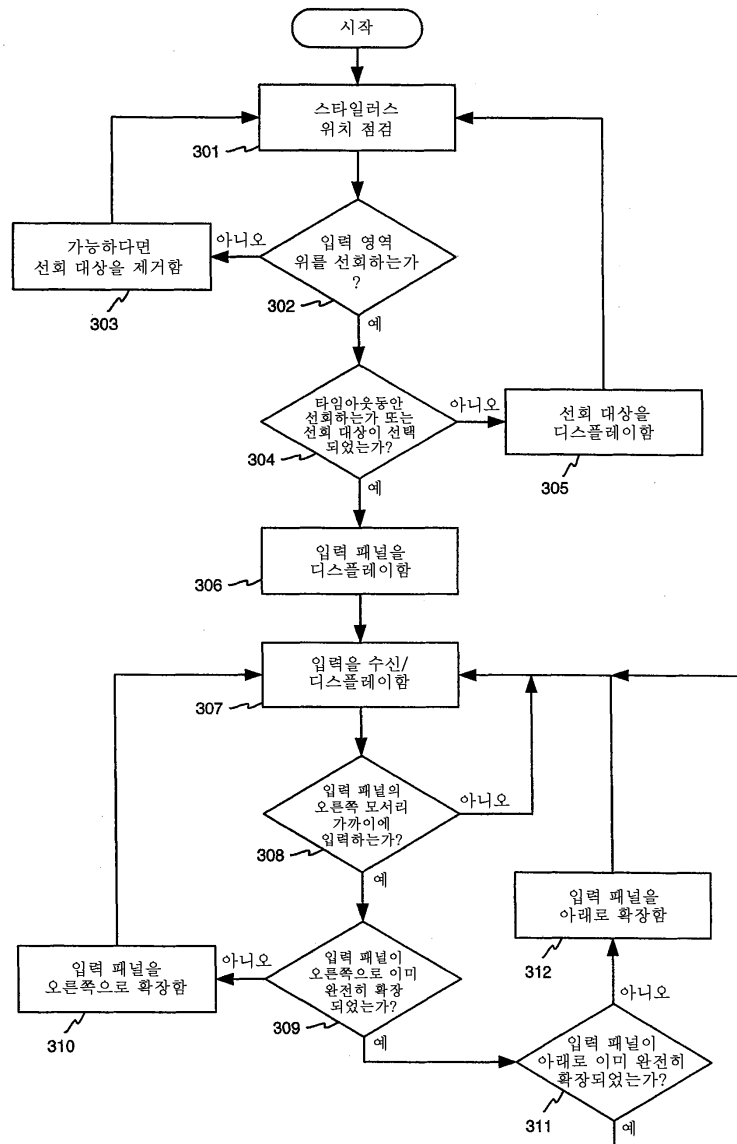 시작
스타일러스
위치 점검
301
가능하다면
선회 대상을 제거함
303
아니오
입력 영역
위를 선회하는가
?
302
예
타임아웃동안
선회하는가 또는
선회 대상이 선택
되었는가?
304
아니오
선회 대상을
디스플레이함
305
예
입력 패널을
디스플레이함
306
입력을 수신/
디스플레이함
307
입력 패널의
오른쪽 모서리
가까이에
입력하는가?
308
아니오
예
입력 패널을
아래로 확장함
312
입력 패널을
오른쪽으로 확장함
310
아니오
입력 패널이
오른쪽으로 이미
완전히 확장
되었는가?
309
예
아니오
입력 패널이
아래로 이미 완전히
확장되었는가?
311
예